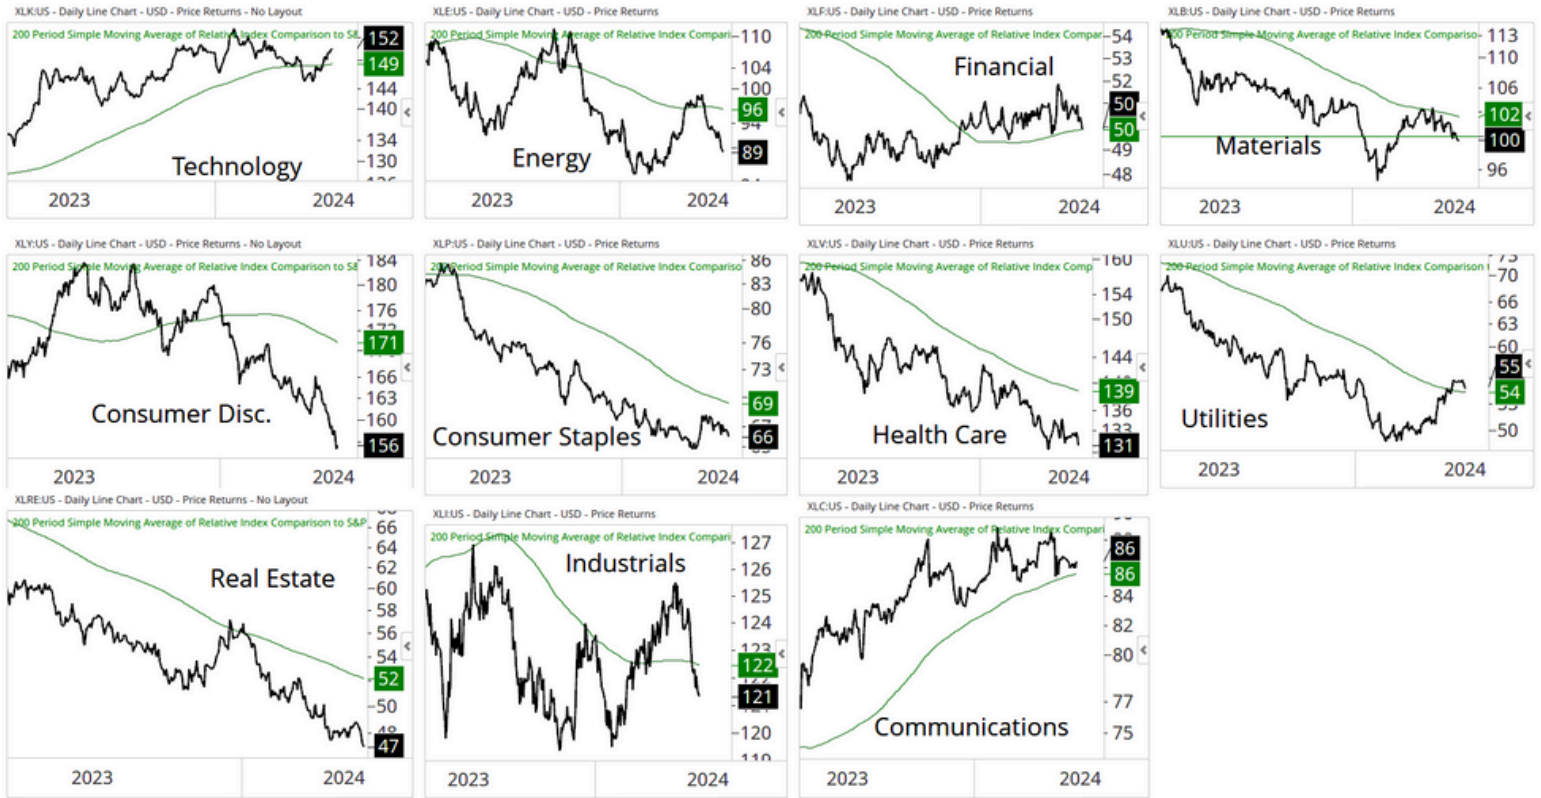 XLK:US - Daily Line Chart - USD - Price Returns - No Layout
200 Period Simple Moving Average of Relative Index Comparison to S&
152
149
144
140
134
130
126
Technology
2023 2024
XLE:US - Daily Line Chart - USD - Price Returns
200 Period Simple Moving Average of Relative Index Compari
110
104
100
96
94
89
Energy
2023 2024
XLF:US - Daily Line Chart - USD - Price Returns
200 Period Simple Moving Average of Relative Index Compar
54
53
52
50
50
49
48
Financial
2023 2024
XLB:US - Daily Line Chart - USD - Price Returns
200 Period Simple Moving Average of Relative Index Compariso
113
110
106
102
100
96
Materials
2023 2024
XLY:US - Daily Line Chart - USD - Price Returns - No Layout
200 Period Simple Moving Average of Relative Index Comparison to S&
184
180
176
171
166
163
160
156
Consumer Disc.
2023 2024
XLP:US - Daily Line Chart - USD - Price Returns
200 Period Simple Moving Average of Relative Index Compariso
86
83
80
76
73
69
66
Consumer Staples
2023 2024
XLV:US - Daily Line Chart - USD - Price Returns
200 Period Simple Moving Average of Relative Index Comp
160
154
150
144
139
136
133
131
Health Care
2023 2024
XLU:US - Daily Line Chart - USD - Price Returns
200 Period Simple Moving Average of Relative Index Comparison
73
70
66
63
60
55
54
53
50
Utilities
2023 2024
XLRE:US - Daily Line Chart - USD - Price Returns - No Layout
200 Period Simple Moving Average of Relative Index Comparison to S&P
66
64
62
60
58
56
54
52
50
48
47
Real Estate
2023 2024
XLI:US - Daily Line Chart - USD - Price Returns
200 Period Simple Moving Average of Relative Index Compari
127
126
125
124
123
122
121
120
119
Industrials
2023 2024
XLC:US - Daily Line Chart - USD - Price Returns
200 Period Simple Moving Average of Relative Index Compari
86
86
84
82
80
77
75
Communications
2023 2024